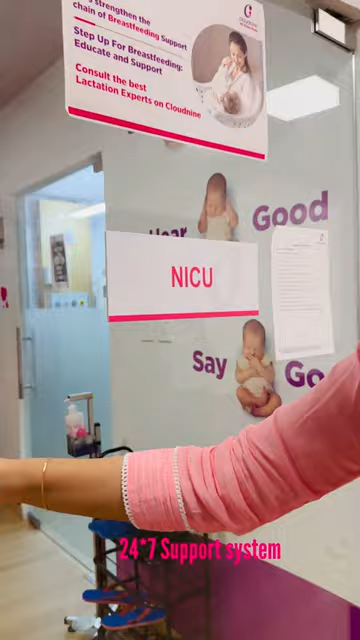 strengthen the
chain of Breastfeeding Support
Step Up For Breastfeeding:
Educate and Support
Consult the best
Lactation Experts on Cloudnine
cloudnine
Hear
Good
NICU
Say
Go
24*7 Support system